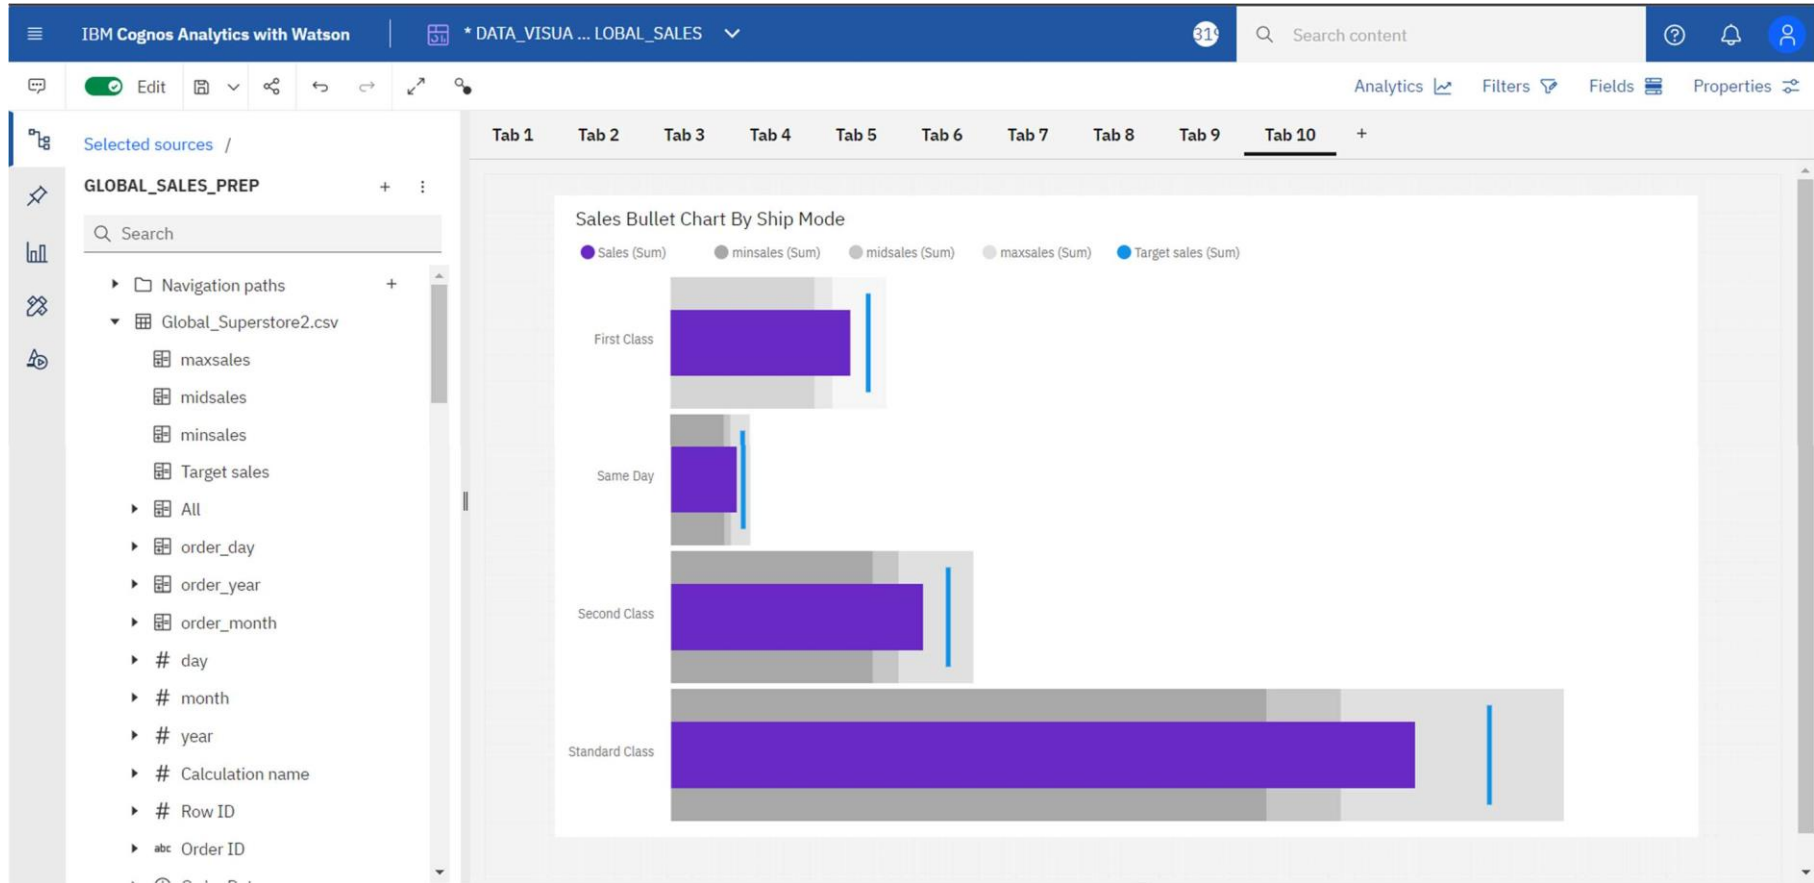 IBM Cognos Analytics with Watson
* DATA_VISUA ... LOBAL_SALES
Search content
Edit
Analytics
Filters
Fields
Properties
Selected sources /
Tab 1 Tab 2 Tab 3 Tab 4 Tab 5 Tab 6 Tab 7 Tab 8 Tab 9 Tab 10 +
GLOBAL_SALES_PREP
Search
Navigation paths
Global_Superstore2.csv
maxsales
midsales
minsales
Target sales
All
order_day
order_year
order_month
# day
# month
# year
# Calculation name
# Row ID
abc Order ID
Sales Bullet Chart By Ship Mode
Sales (Sum) minsales (Sum) midsales (Sum) maxsales (Sum) Target sales (Sum)
First Class
Same Day
Second Class
Standard Class